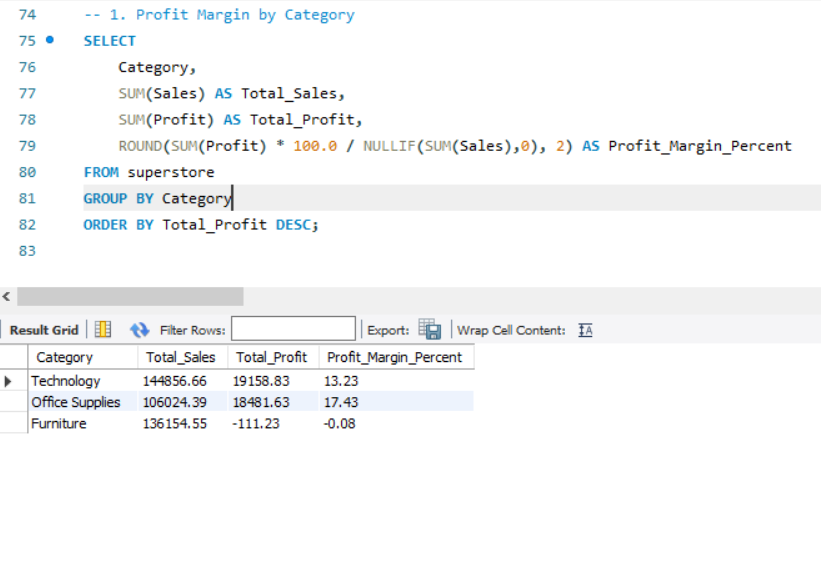 74 -- 1. Profit Margin by Category
75 SELECT
76 Category,
77 SUM(Sales) AS Total_Sales,
78 SUM(Profit) AS Total_Profit,
79 ROUND(SUM(Profit) * 100.0 / NULLIF(SUM(Sales),0), 2) AS Profit_Margin_Percent
80 FROM superstore
81 GROUP BY Category
82 ORDER BY Total_Profit DESC;
83
Result Grid Filter Rows: Export: Wrap Cell Content: IA
Category Total_Sales Total_Profit Profit_Margin_Percent
Technology 144856.66 19158.83 13.23
Office Supplies 106024.39 18481.63 17.43
Furniture 136154.55 -111.23 -0.08